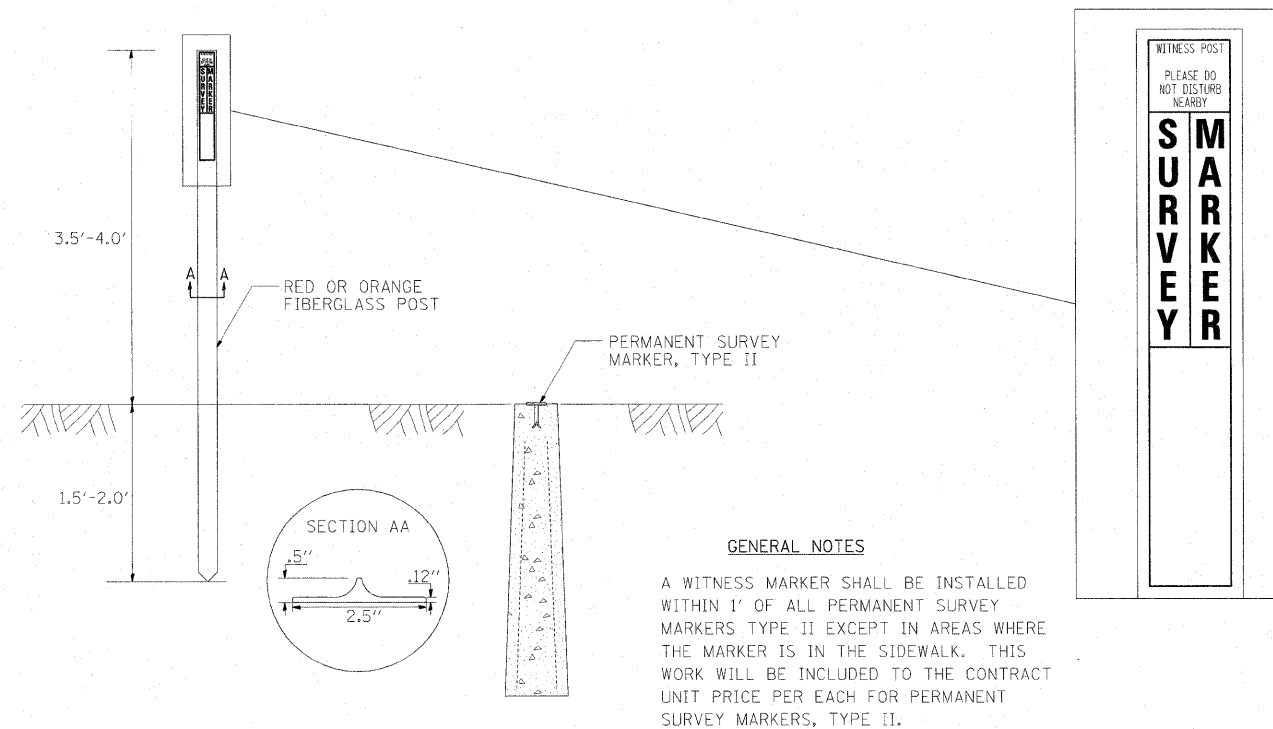 WITNESS POST
PLEASE DO
NOT DISTURB
NEARBY
SURVEY
MARKER
SURVEY
MARKER
3.5'-4.0'
A A
RED OR ORANGE
FIBERGLASS POST
PERMANENT SURVEY
MARKER, TYPE II
1.5'-2.0'
SECTION AA
.5"
.12"
2.5"
GENERAL NOTES
A WITNESS MARKER SHALL BE INSTALLED
WITHIN 1' OF ALL PERMANENT SURVEY
MARKERS TYPE II EXCEPT IN AREAS WHERE
THE MARKER IS IN THE SIDEWALK. THIS
WORK WILL BE INCLUDED TO THE CONTRACT
UNIT PRICE PER EACH FOR PERMANENT
SURVEY MARKERS, TYPE II.